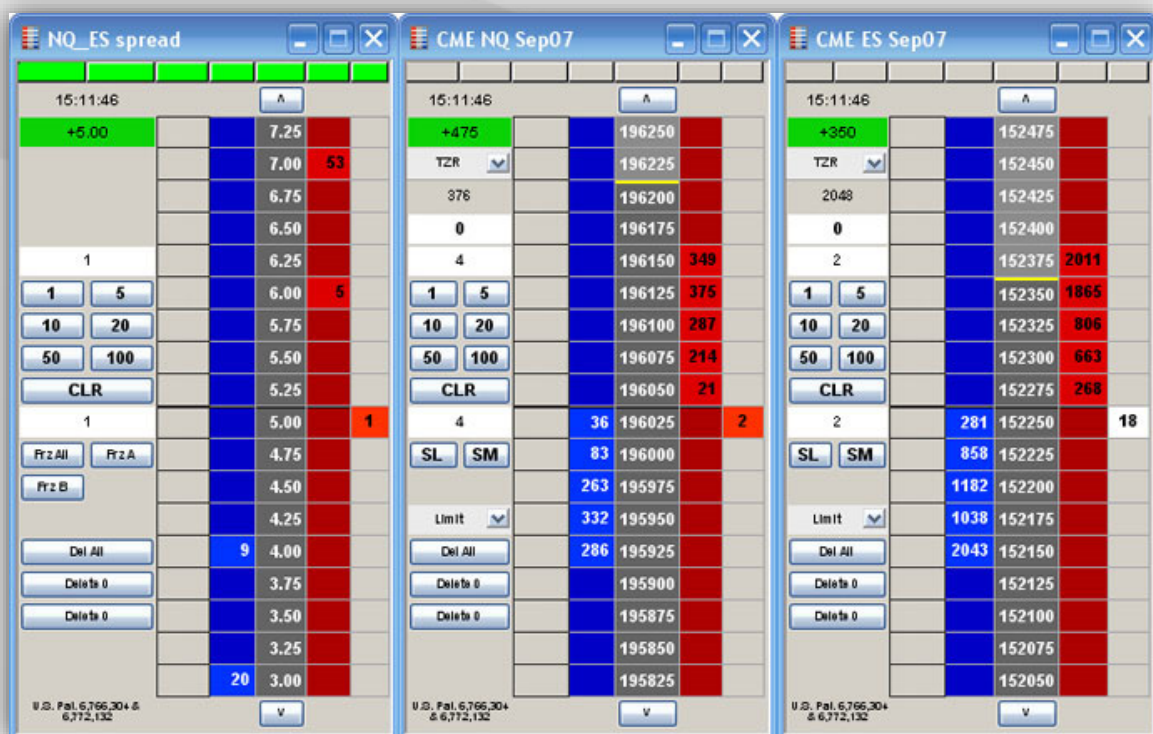 NQ_ES spread
15:11:46
^
+5.00
7.25
7.00 53
6.75
6.50
1
6.25
1 5
6.00 5
10 20
5.75
50 100
5.50
CLR
5.25
1
5.00 1
Frz All Frz A
4.75
Frz B
4.50
4.25
Del All
9 4.00
Delete 0
3.75
Delete 0
3.50
3.25
20 3.00
U.S. Pat. 6,766,304 &
6,772,132
v
CME NQ Sep07
15:11:46
^
+475
196250
TZR
196225
376
196200
0
196175
4
196150 349
1 5
196125 375
10 20
196100 287
50 100
196075 214
CLR
196050 21
4
36 196025 2
SL SM
83 196000
263 195975
Limit
332 195950
Del All
286 195925
Delete 0
195900
Delete 0
195875
195850
195825
U.S. Pat. 6,766,304
& 6,772,132
v
CME ES Sep07
15:11:46
^
+350
152475
TZR
152450
2048
152425
0
152400
2
152375 2011
1 5
152350 1865
10 20
152325 806
50 100
152300 663
CLR
152275 268
2
281 152250 18
SL SM
858 152225
1182 152200
Limit
1038 152175
Del All
2043 152150
Delete 0
152125
Delete 0
152100
152075
152050
U.S. Pat. 6,766,304
& 6,772,132
v